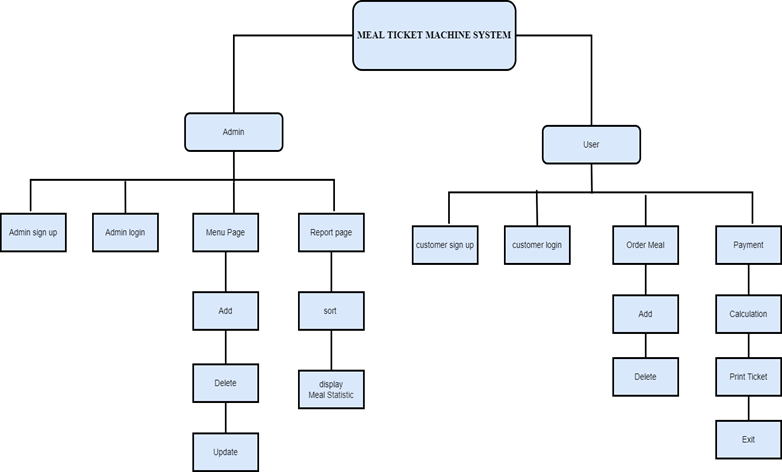 MEAL TICKET MACHINE SYSTEM
Admin
User
Admin sign up
Admin login
Menu Page
Report page
customer sign up
customer login
Order Meal
Payment
Add
sort
Add
Calculation
Delete
display
Meal Statistic
Delete
Print Ticket
Update
Exit